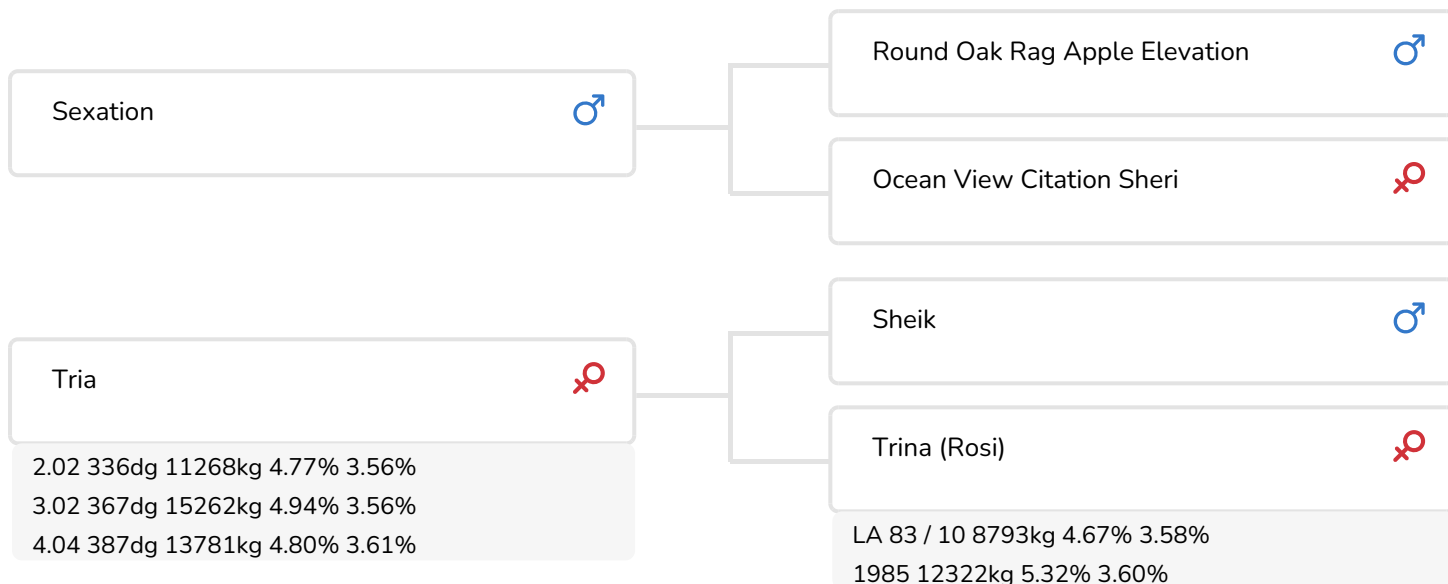 Round Oak Rag Apple Elevation
Sexation
Ocean View Citation Sheri
Sheik
Tria
Trina (Rosi)
2.02 336dg 11268kg 4.77% 3.56%
3.02 367dg 15262kg 4.94% 3.56%
4.04 387dg 13781kg 4.80% 3.61%
LA 83 / 10 8793kg 4.67% 3.58%
1985 12322kg 5.32% 3.60%